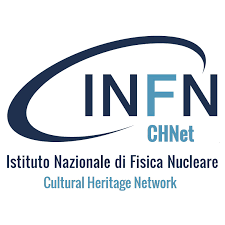 INFN
CHNet
Istituto Nazionale di Fisica Nucleare
Cultural Heritage Network